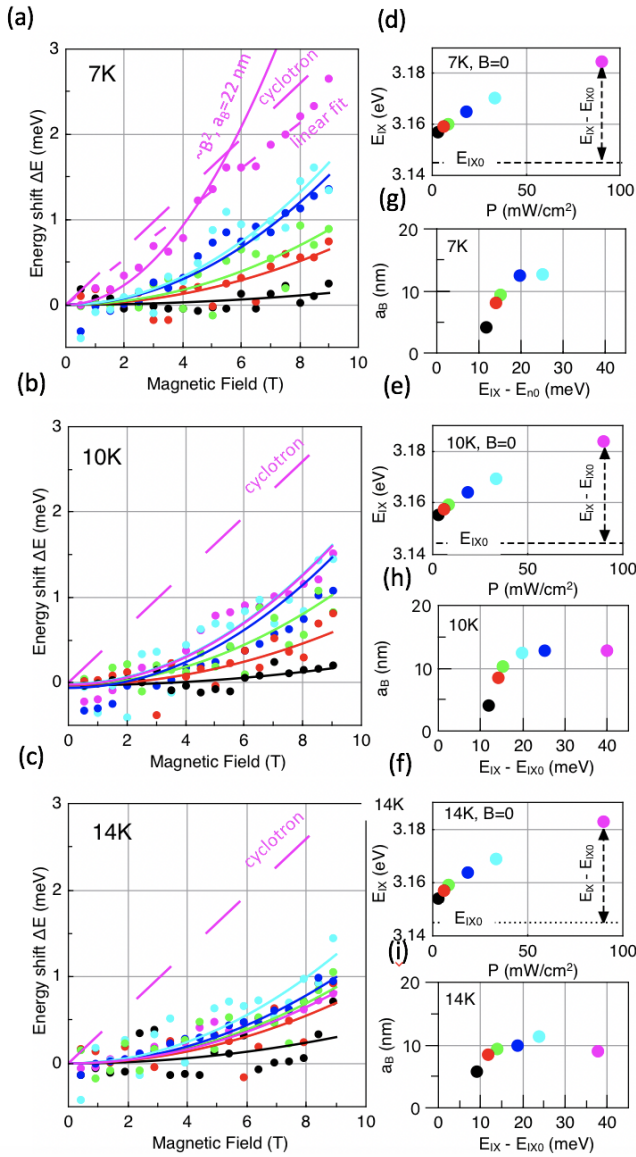 (a)
7K
~B², aB=22 nm
cyclotron
linear fit
Energy shift ΔE (meV)
3
2
1
0
0 2 4 6 8 10
Magnetic Field (T)
(d)
7K, B=0
EIX (eV)
3.18
3.16
3.14
EIX0
EIX - EIX0
0 50 100
P (mW/cm²)
(g)
7K
aB (nm)
20
10
0
0 10 20 30 40
EIX - En0 (meV)
(b)
10K
cyclotron
Energy shift ΔE (meV)
3
2
1
0
0 2 4 6 8 10
Magnetic Field (T)
(e)
10K, B=0
EIX (eV)
3.18
3.16
3.14
EIX0
EIX - EIX0
0 50 100
P (mW/cm²)
(h)
10K
aB (nm)
20
10
0
0 10 20 30 40
EIX - EIX0 (meV)
(c)
14K
cyclotron
Energy shift ΔE (meV)
3
2
1
0
0 2 4 6 8 10
Magnetic Field (T)
(f)
14K
14K, B=0
EIX (eV)
3.18
3.16
3.14
EIX0
EIX - EIX0
0 50 100
P (mW/cm²)
(i)
14K
aB (nm)
20
10
0
0 10 20 30 40
EIX - EIX0 (meV)